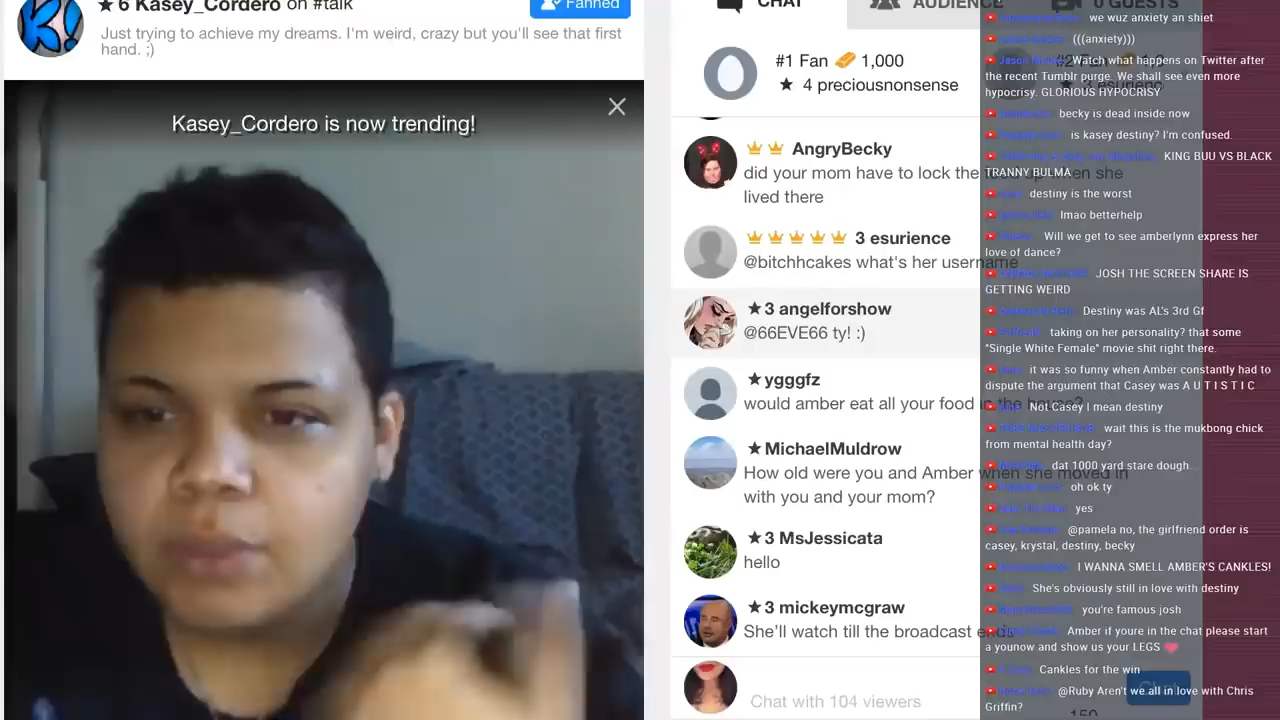 ★ 6 Kasey_Cordero on #talk
Fanned
Just trying to achieve my dreams. I'm weird, crazy but you'll see that first
hand. ;)
Kasey_Cordero is now trending!
CHAT
AUDIENCE
0 GUESTS
#1 Fan 1,000
★ 4 preciousnonsense
#2 Fan
3 esurience
AngryBecky
did your mom have to lock the food up when she
lived there
3 esurience
@bitchhcakes what's her username
★ 3 angelforshow
@66EVE66 ty! :)
★ ygggfz
would amber eat all your food in the house?
★ MichaelMuldrow
How old were you and Amber when she moved in
with you and your mom?
★ 3 MsJessicata
hello
★ 3 mickeymcgraw
She'll watch till the broadcast ends
Chat with 104 viewers
we wuz anxiety an shiet
(((anxiety)))
Watch what happens on Twitter after
the recent Tumblr purge. We shall see even more
hypocrisy. GLORIOUS HYPOCRISY
becky is dead inside now
is kasey destiny? I'm confused.
KING BUU VS BLACK
TRANNY BULMA
destiny is the worst
lmao betterhelp
Will we get to see amberlynn express her
love of dance?
JOSH THE SCREEN SHARE IS
GETTING WEIRD
Destiny was AL's 3rd Gf
taking on her personality? that some
"Single White Female" movie shit right there.
it was so funny when Amber constantly had to
dispute the argument that Casey was A U T I S T I C
Not Casey I mean destiny
wait this is the mukbong chick
from mental health day?
dat 1000 yard stare dough...
oh ok ty
yes
@pamela no, the girlfriend order is
casey, krystal, destiny, becky
I WANNA SMELL AMBER'S CANKLES!
She's obviously still in love with destiny
you're famous josh
Amber if youre in the chat please start
a younow and show us your LEGS
Cankles for the win
@Ruby Aren't we all in love with Chris
Griffin?
150